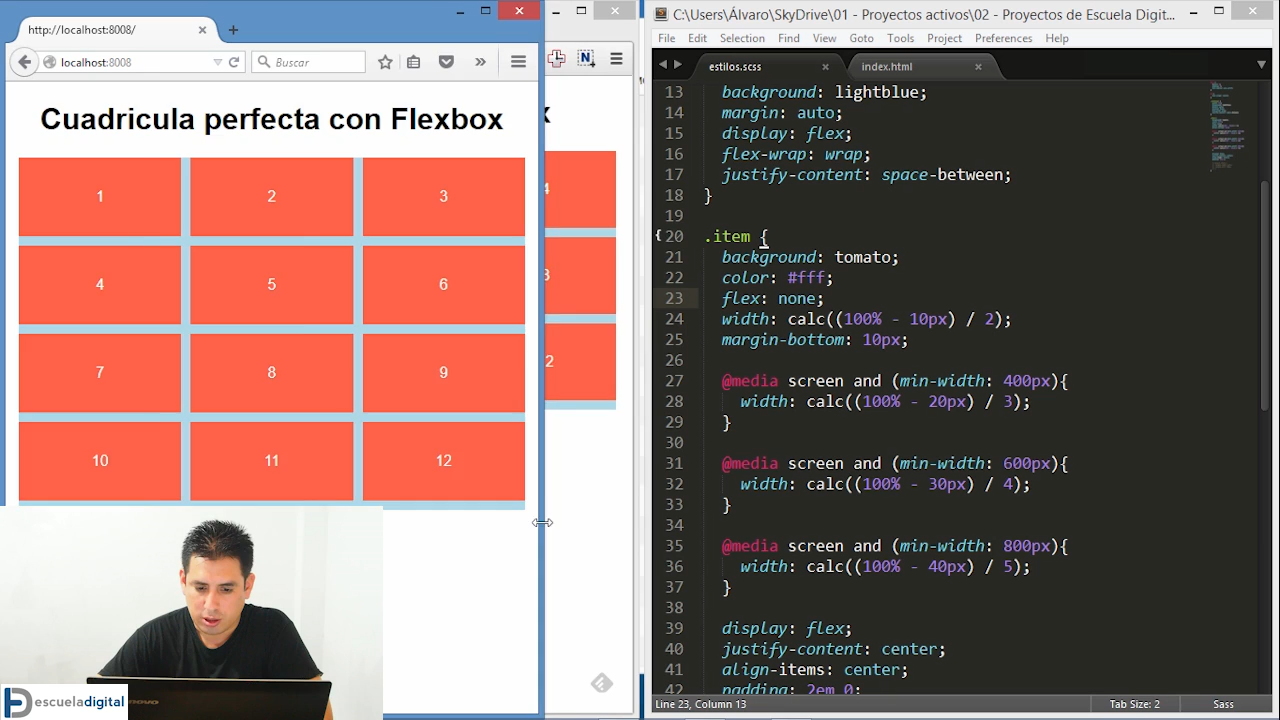 http://localhost:8008/
localhost:8008
Buscar
Cuadricula perfecta con Flexbox
1 2 3
4 5 6
7 8 9
10 11 12
x
4
3
2
N
escueladigital
C:\Users\Álvaro\SkyDrive\01 - Proyectos activos\02 - Proyectos de Escuela Digit...
File Edit Selection Find View Goto Tools Project Preferences Help
estilos.scss index.html
13 background: lightblue;
14 margin: auto;
15 display: flex;
16 flex-wrap: wrap;
17 justify-content: space-between;
18 }
19
20 .item {
21 background: tomato;
22 color: #fff;
23 flex: none;
24 width: calc((100% - 10px) / 2);
25 margin-bottom: 10px;
26
27 @media screen and (min-width: 400px){
28 width: calc((100% - 20px) / 3);
29 }
30
31 @media screen and (min-width: 600px){
32 width: calc((100% - 30px) / 4);
33 }
34
35 @media screen and (min-width: 800px){
36 width: calc((100% - 40px) / 5);
37 }
38
39 display: flex;
40 justify-content: center;
41 align-items: center;
42 padding: 2em 0;
Line 23, Column 13 Tab Size: 2 Sass